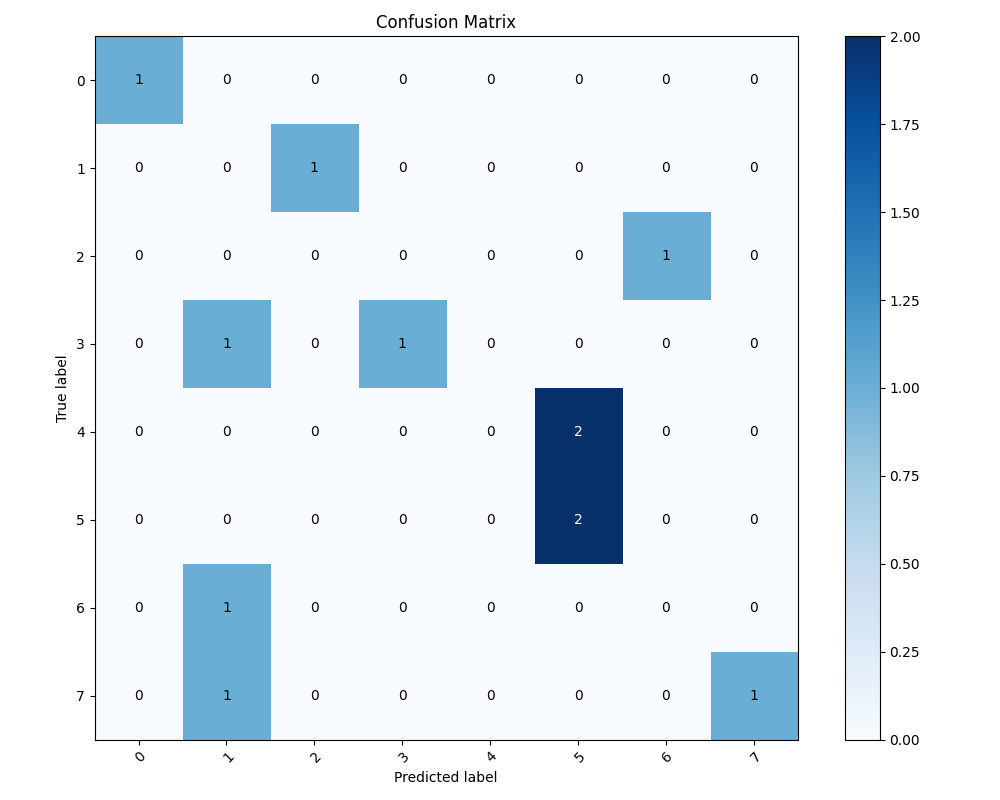 Confusion Matrix
0 1 0 0 0 0 0 0 0
1 0 0 1 0 0 0 0 0
2 0 0 0 0 0 0 1 0
3 0 1 0 1 0 0 0 0
4 0 0 0 0 0 2 0 0
5 0 0 0 0 0 2 0 0
6 0 1 0 0 0 0 0 0
7 0 1 0 0 0 0 0 1
True label
0 1 2 3 4 5 6 7
Predicted label
2.00
1.75
1.50
1.25
1.00
0.75
0.50
0.25
0.00